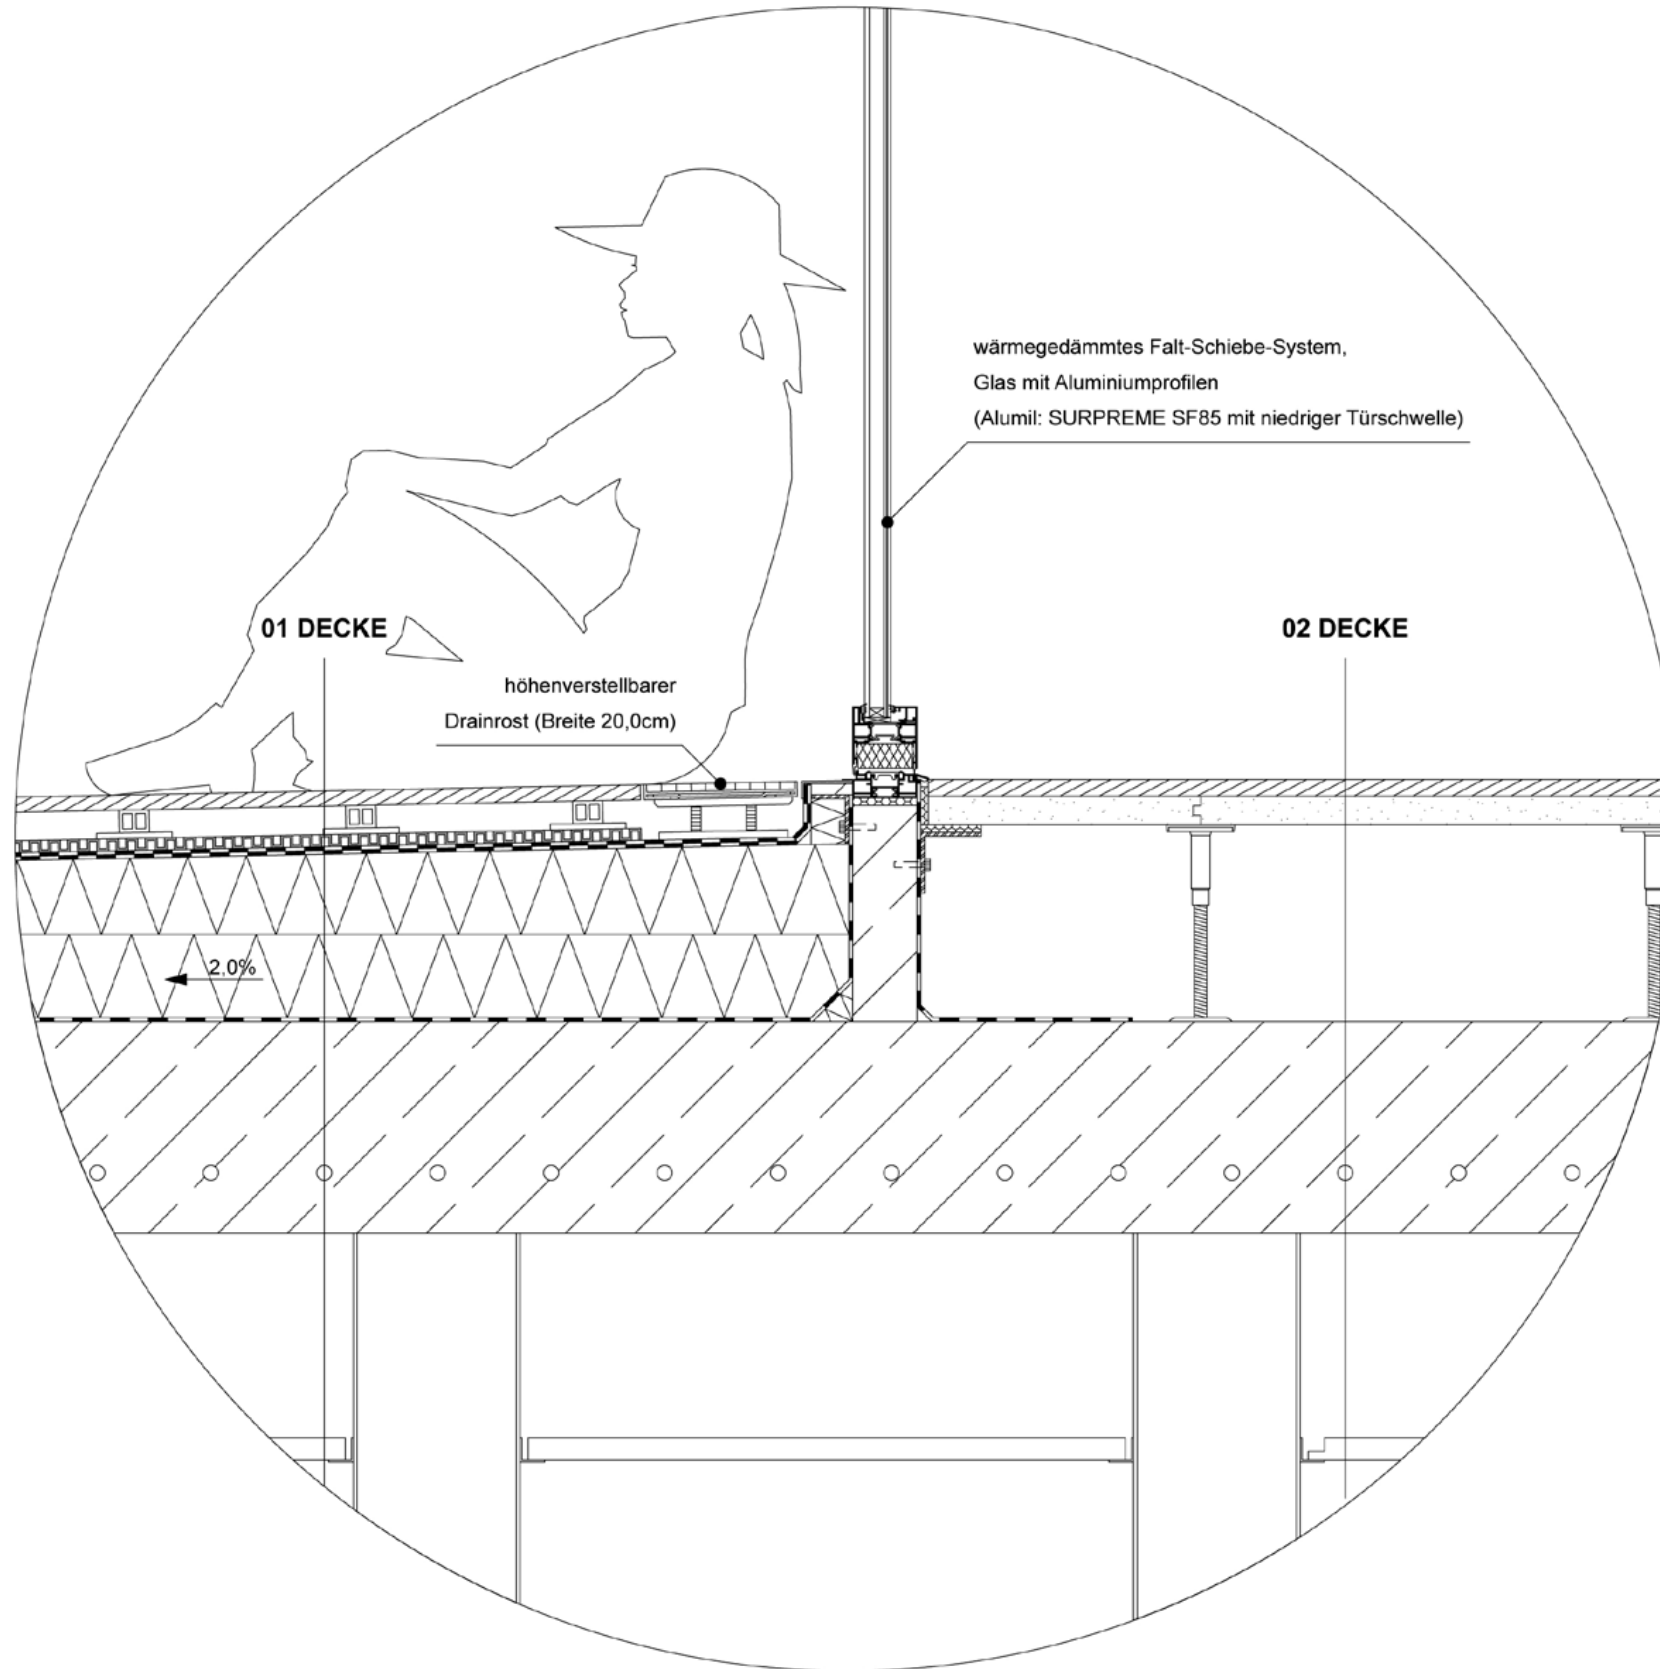 wärmegedämmtes Falt-Schiebe-System,
Glas mit Aluminiumprofilen
(Alumil: SURPREME SF85 mit niedriger Türschwelle)
01 DECKE
02 DECKE
höhenverstellbarer
Drainrost (Breite 20,0cm)
2,0%